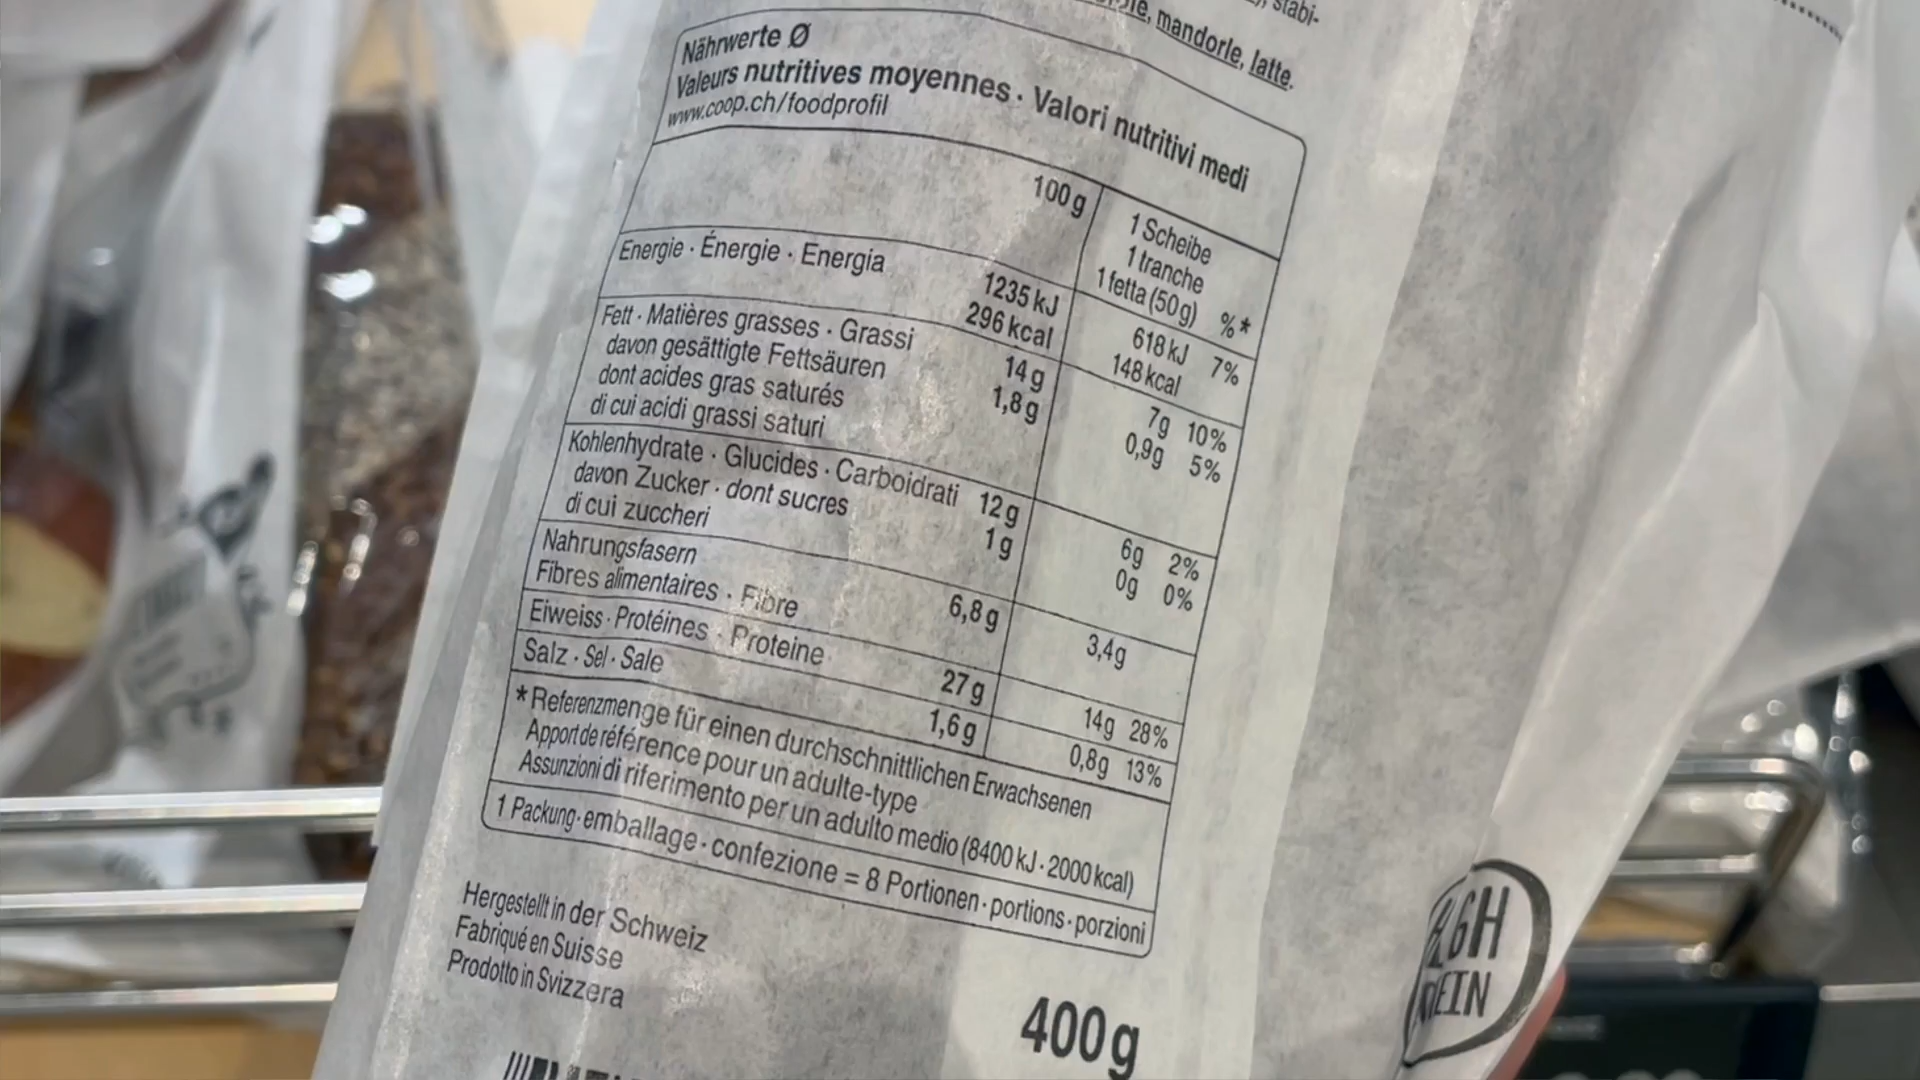 stabi-
mandorle, latte.
Nährwerte Ø
Valeurs nutritives moyennes · Valori nutritivi medi
www.coop.ch/foodprofil
100 g
1 Scheibe
1 tranche
1 fetta (50 g) %*
Energie · Énergie · Energia 1235 kJ 618 kJ 7%
296 kcal 148 kcal
Fett · Matières grasses · Grassi 14 g 7g 10%
davon gesättigte Fettsäuren 1,8 g 0,9g 5%
dont acides gras saturés
di cui acidi grassi saturi
Kohlenhydrate · Glucides · Carboidrati 12 g 6g 2%
davon Zucker · dont sucres 1 g 0g 0%
di cui zuccheri
Nahrungsfasern
Fibres alimentaires · Fibre 6,8 g 3,4g
Eiweiss · Protéines · Proteine 27 g 14g 28%
Salz · Sel · Sale 1,6 g 0,8g 13%
* Referenzmenge für einen durchschnittlichen Erwachsenen
Apport de référence pour un adulte-type
Assunzioni di riferimento per un adulto medio (8400 kJ · 2000 kcal)
1 Packung · emballage · confezione = 8 Portionen · portions · porzioni
Hergestellt in der Schweiz
Fabriqué en Suisse
Prodotto in Svizzera
400 g